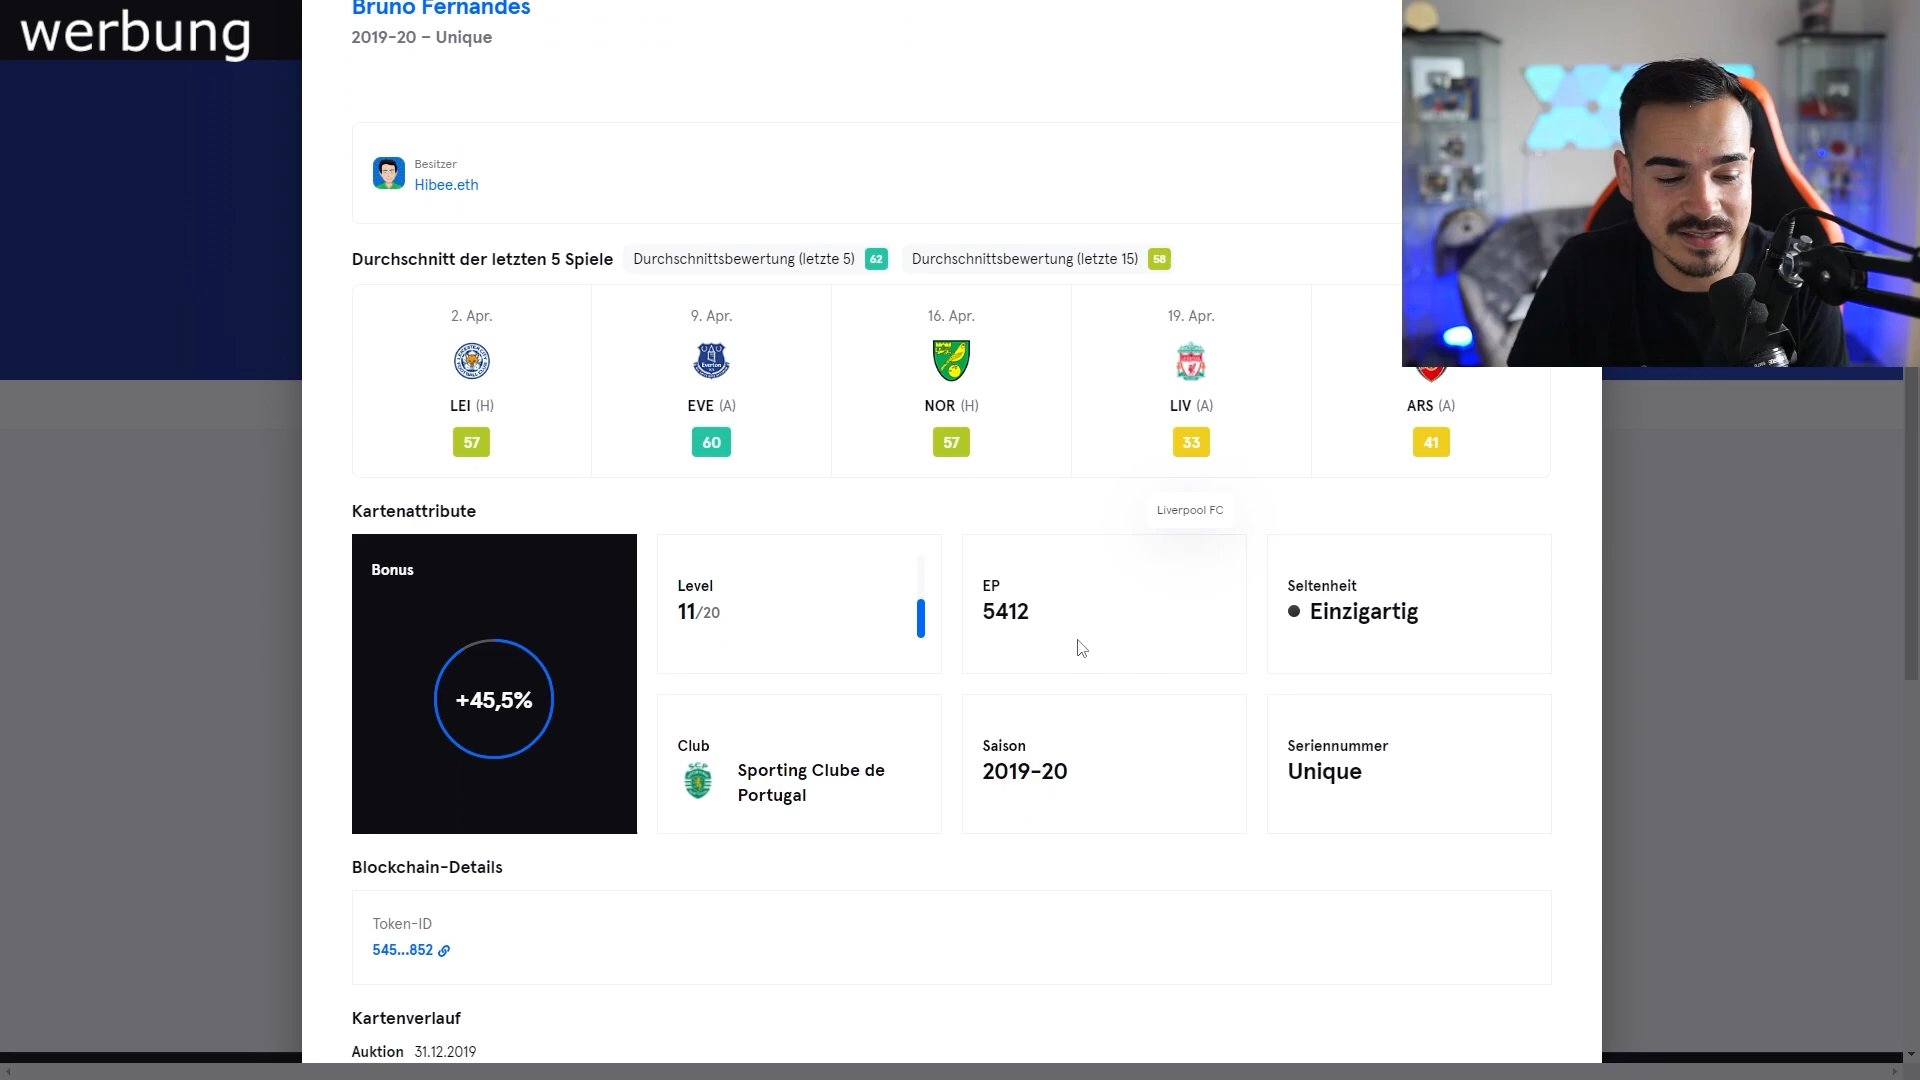 werbung
Bruno Fernandes
2019-20 – Unique
Besitzer
Hibee.eth
Durchschnitt der letzten 5 Spiele
Durchschnittsbewertung (letzte 5) 62
Durchschnittsbewertung (letzte 15) 58
2. Apr.
LEI (H)
57
9. Apr.
Everton
EVE (A)
60
16. Apr.
NOR (H)
57
19. Apr.
LIV (A)
33
ARS (A)
41
Liverpool FC
Kartenattribute
Bonus
+45,5%
Level
11/20
EP
5412
Seltenheit
Einzigartig
Club
SCP
Sporting Clube de
Portugal
Saison
2019-20
Seriennummer
Unique
Blockchain-Details
Token-ID
545...852
Kartenverlauf
Auktion 31.12.2019